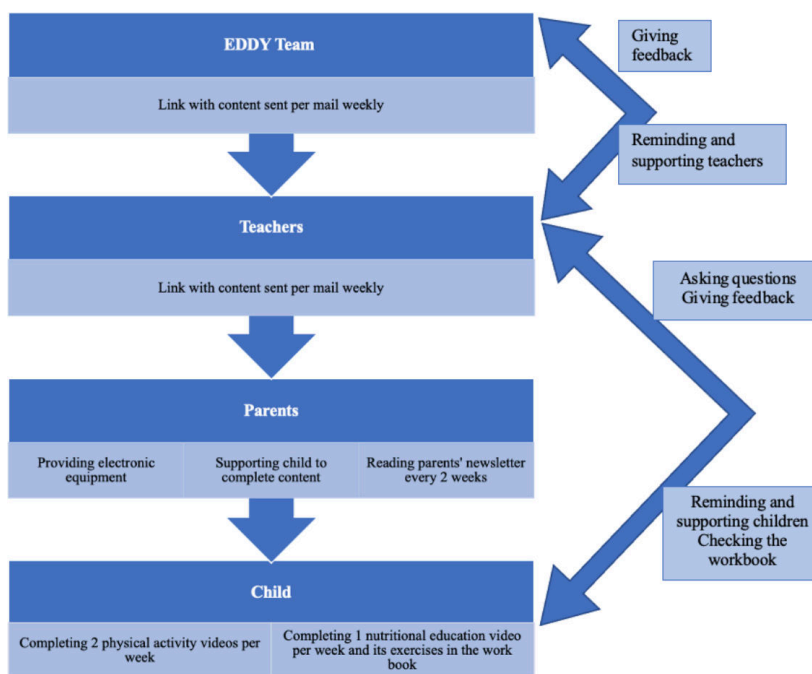 EDDY Team
Link with content sent per mail weekly
Giving
feedback
Reminding and
supporting teachers
Teachers
Link with content sent per mail weekly
Asking questions
Giving feedback
Parents
Providing electronic
equipment
Supporting child to
complete content
Reading parents' newsletter
every 2 weeks
Reminding and
supporting children
Checking the
workbook
Child
Completing 2 physical activity videos per
week
Completing 1 nutritional education video
per week and its exercises in the work
book